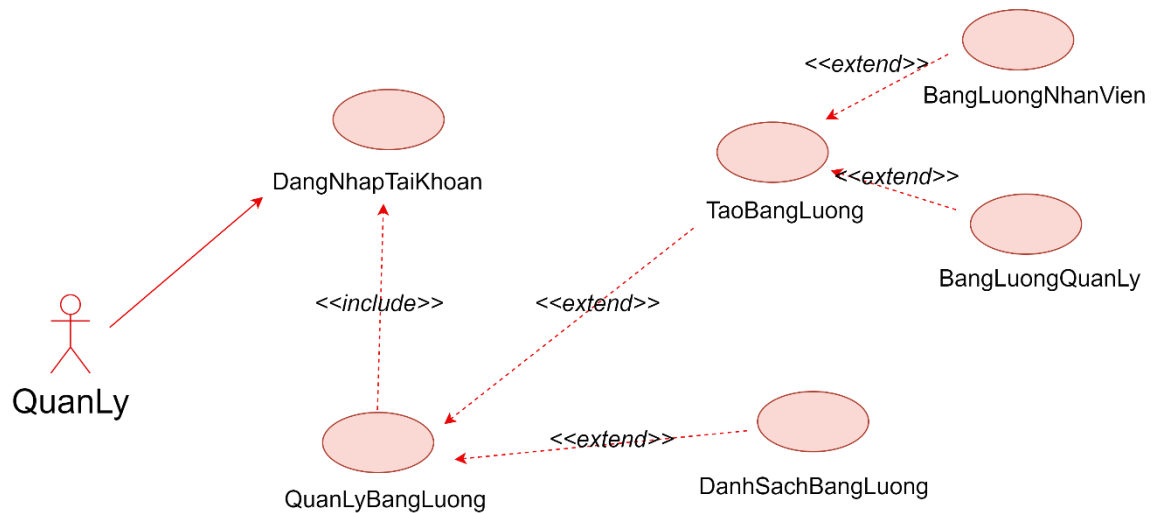 <<extend>>
BangLuongNhanVien
DangNhapTaiKhoan
<<extend>>
TaoBangLuong
BangLuongQuanLy
<<include>>
<<extend>>
QuanLy
<<extend>>
DanhSachBangLuong
QuanLyBangLuong